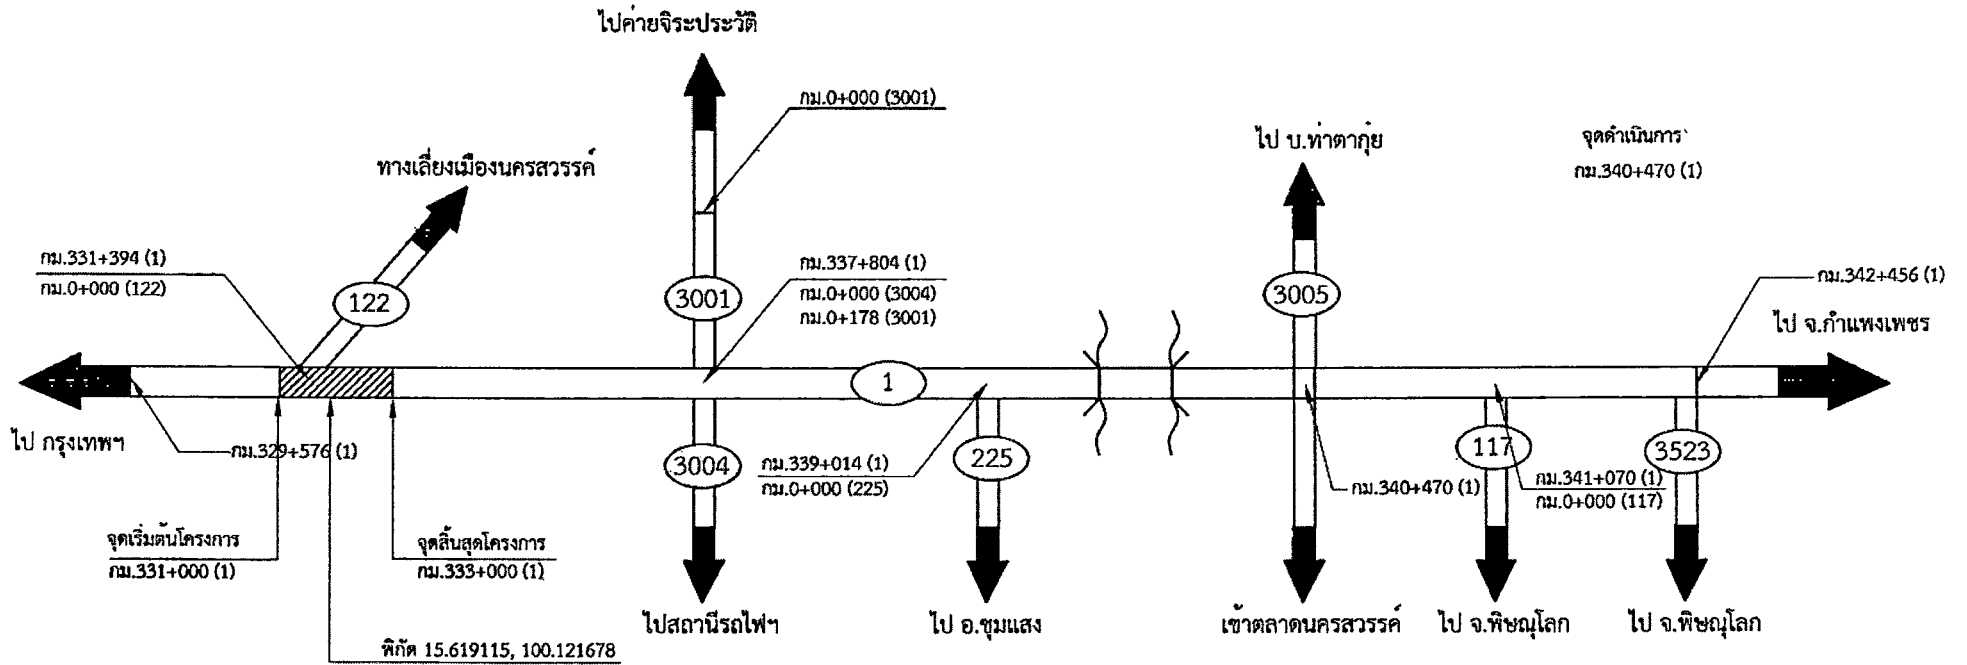 ไปค่ายจิระประวัติ
กม.0+000 (3001)
ไป บ.ท่าตากุ๋ย
จุดดำเนินการ
กม.340+470 (1)
ทางเลี่ยงเมืองนครสวรรค์
กม.331+394 (1)
กม.0+000 (122)
122
3001
กม.337+804 (1)
กม.0+000 (3004)
กม.0+178 (3001)
3005
กม.342+456 (1)
ไป จ.กำแพงเพชร
1
ไป กรุงเทพฯ
กม.329+576 (1)
3004
กม.339+014 (1)
กม.0+000 (225)
225
กม.340+470 (1)
117
กม.341+070 (1)
กม.0+000 (117)
3523
จุดเริ่มต้นโครงการ
กม.331+000 (1)
จุดสิ้นสุดโครงการ
กม.333+000 (1)
ไปสถานีรถไฟฯ
ไป อ.ชุมแสง
เข้าตลาดนครสวรรค์
ไป จ.พิษณุโลก
ไป จ.พิษณุโลก
พิกัด 15.619115, 100.121678